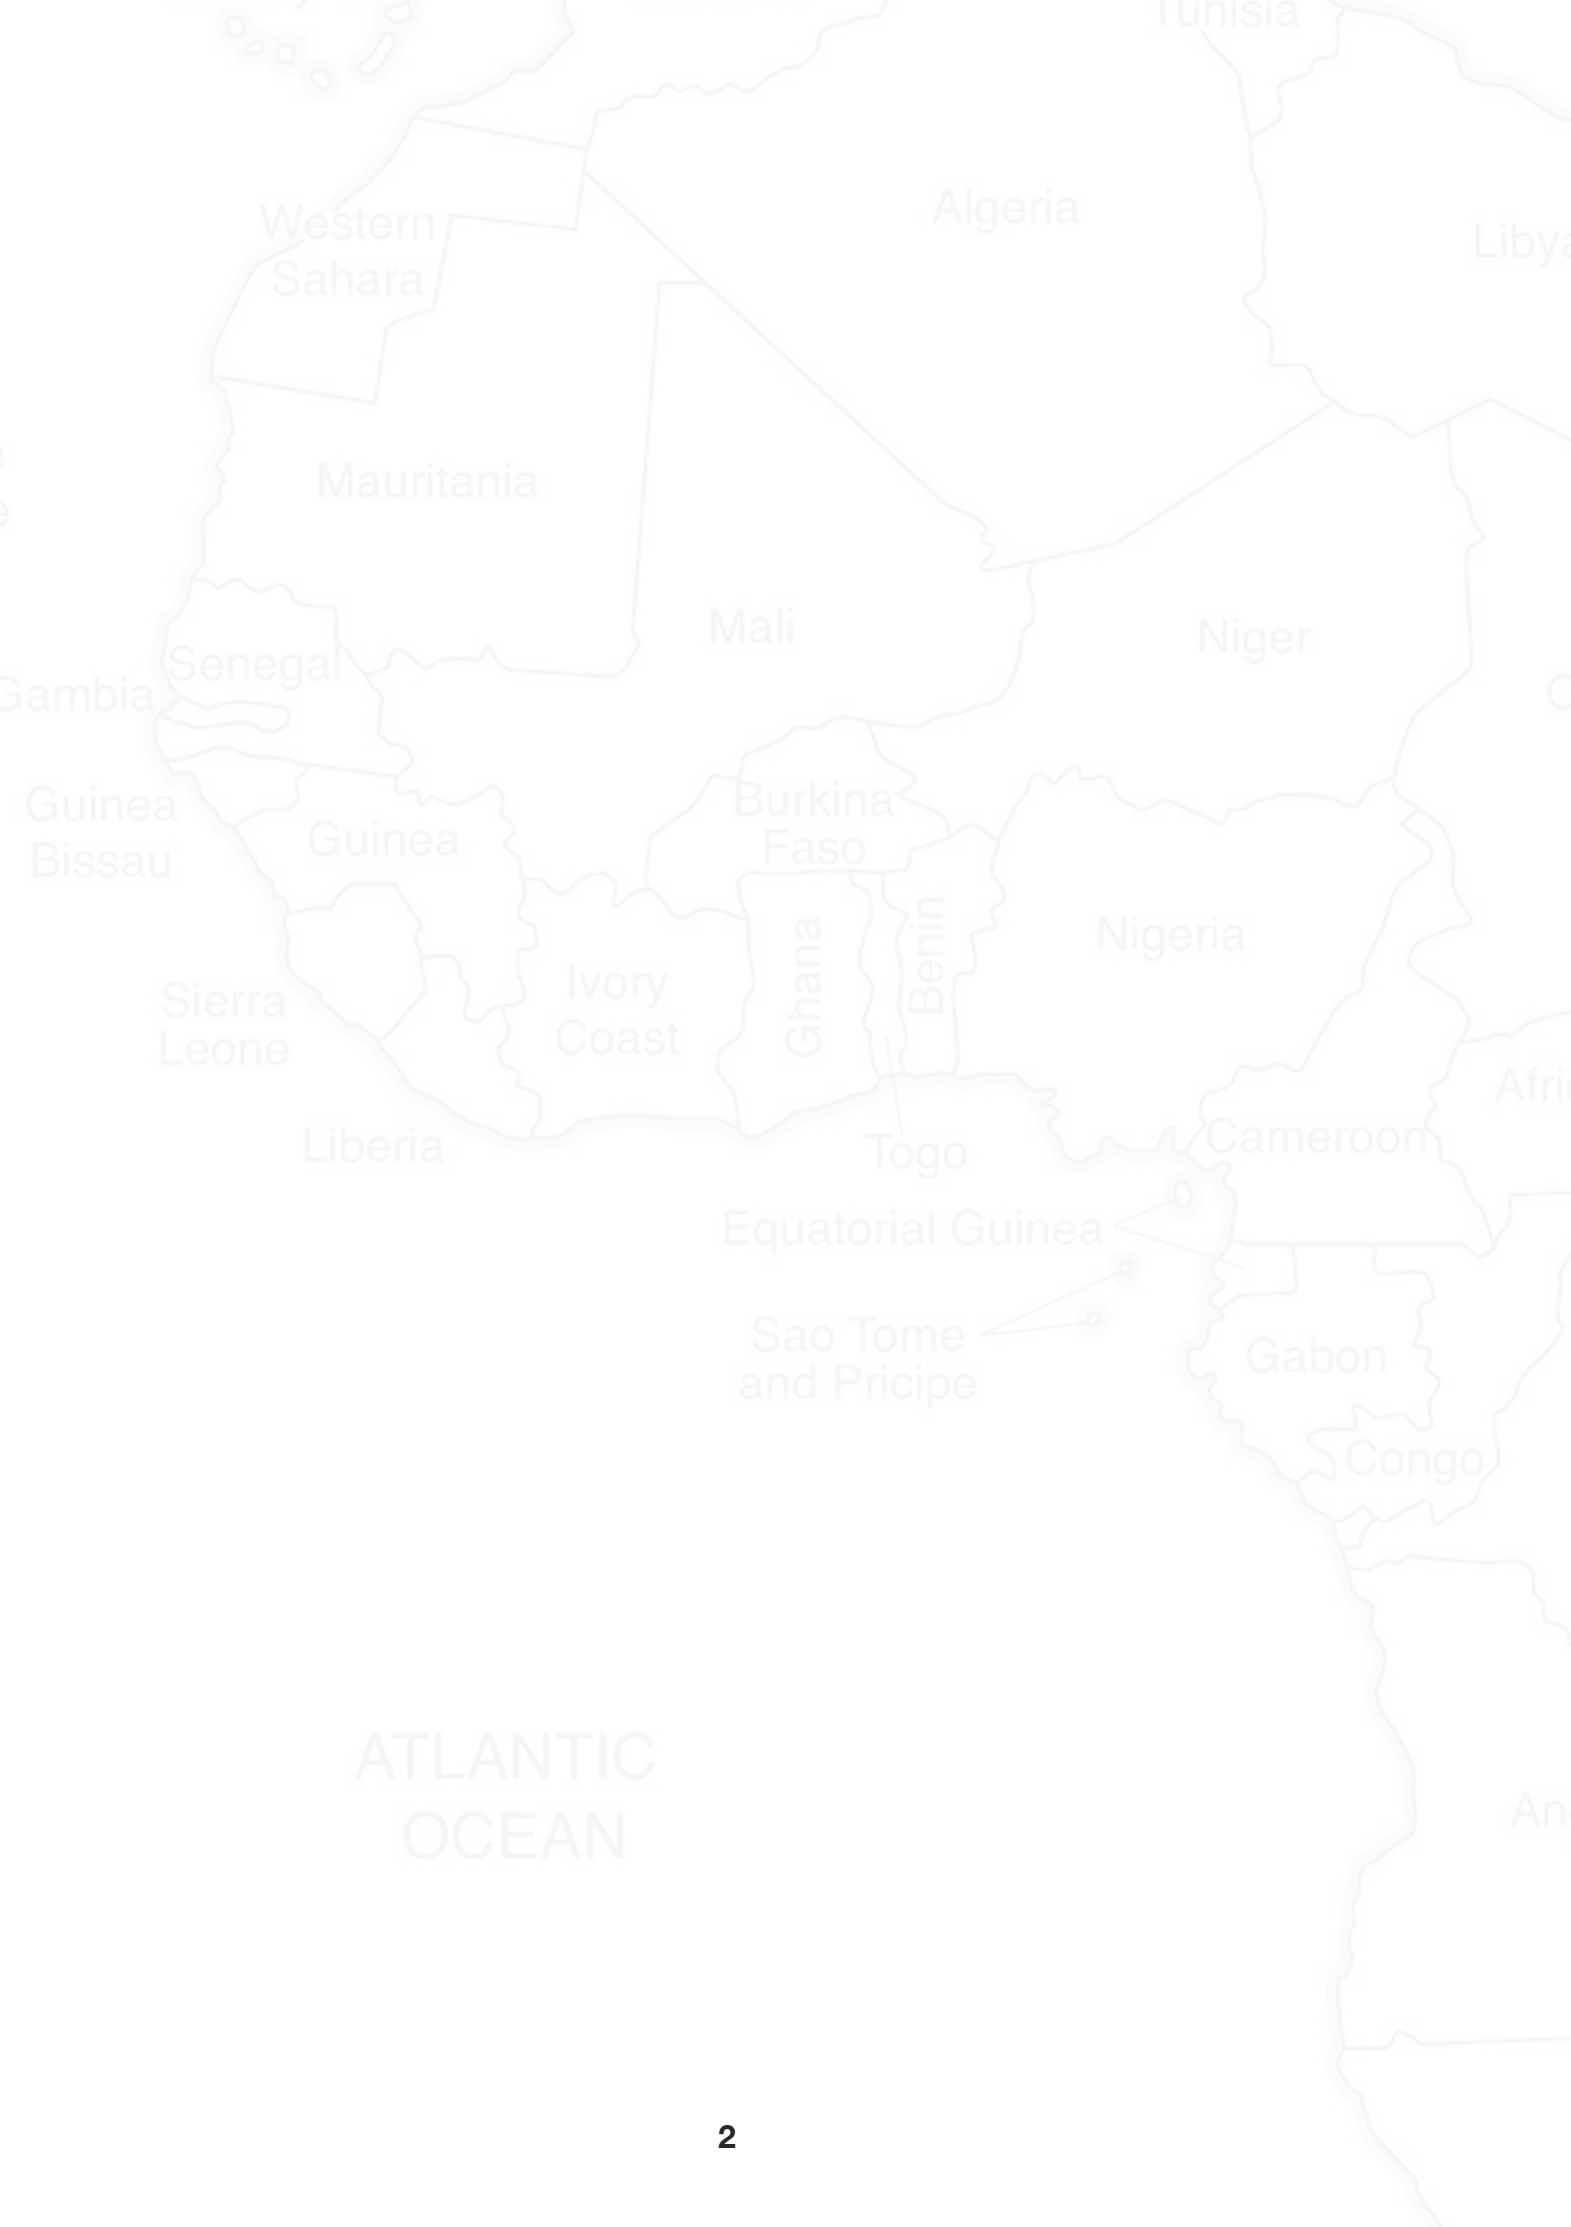 Tunisia
Algeria
Western
Sahara
Libya
Mauritania
Mali
Niger
Senegal
Gambia
Burkina
Faso
Guinea
Bissau
Guinea
Nigeria
Benin
Ghana
Ivory
Coast
Sierra
Leone
Liberia
Togo
Cameroon
Afri
Equatorial Guinea
Sao Tome
and Pricipe
Gabon
Congo
ATLANTIC
OCEAN
An
2